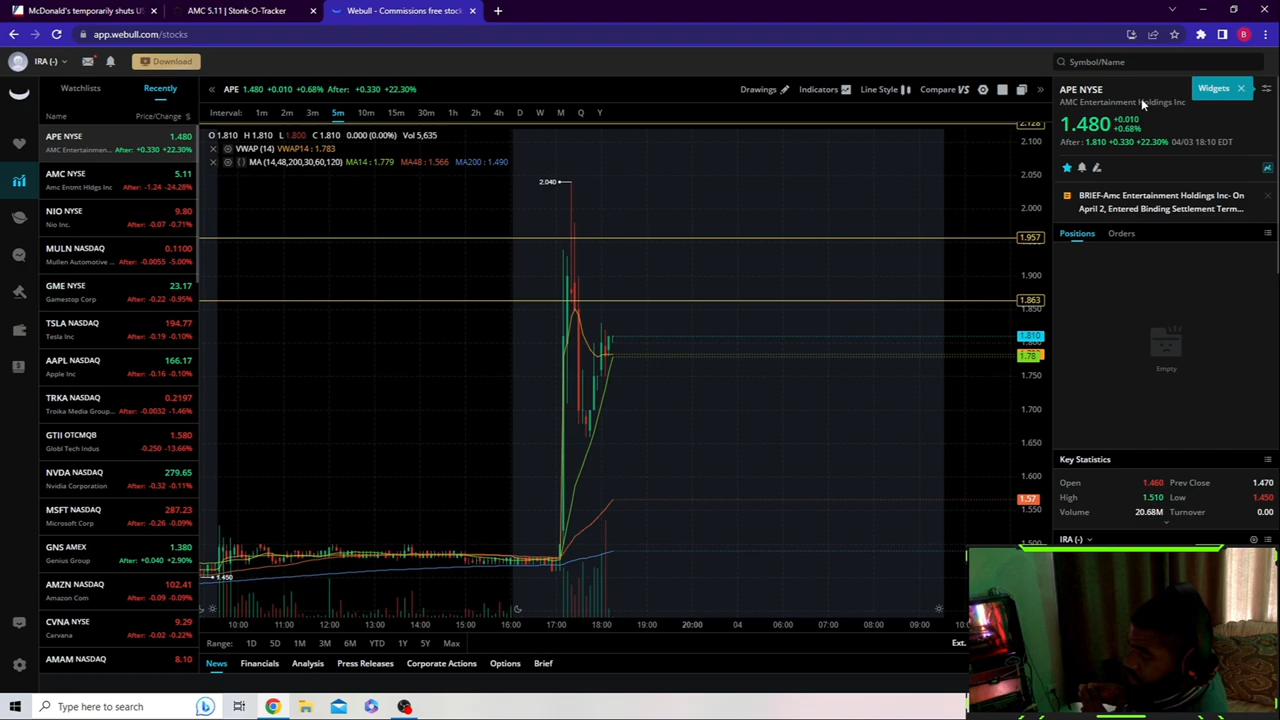 McDonald's temporarily shuts U
AMC 5.11 | Stonk-O-Tracker
Webull - Commissions free stoc
app.webull.com/stocks
B
IRA (-)
Download
Symbol/Name
Watchlists
Recently
Name
Price/Change
APE NYSE 1.480
AMC Entertainmen... After: +0.330 +22.30%
AMC NYSE 5.11
Amc Entmt Hldgs Inc After: -1.24 -24.28%
NIO NYSE 9.80
Nio Inc. After: -0.07 -0.71%
MULN NASDAQ 0.1100
Mullen Automotive ... After: -0.0055 -5.00%
GME NYSE 23.17
Gamestop Corp After: -0.22 -0.95%
TSLA NASDAQ 194.77
Tesla Inc After: -0.19 -0.10%
AAPL NASDAQ 166.17
Apple Inc After: -0.16 -0.10%
TRKA NASDAQ 0.2197
Troika Media Group... After: -0.0032 -1.46%
GTII OTCMQB 1.580
Globl Tech Indus -0.250 -13.66%
NVDA NASDAQ 279.65
Nvidia Corporation After: -0.32 -0.11%
MSFT NASDAQ 287.23
Microsoft Corp After: -0.26 -0.09%
GNS AMEX 1.380
Genius Group After: +0.040 +2.90%
AMZN NASDAQ 102.41
Amazon Com After: -0.09 -0.09%
CVNA NYSE 9.29
Carvana After: -0.02 -0.22%
AMAM NASDAQ 8.10
APE 1.480 +0.010 +0.68% After: +0.330 +22.30%
Drawings
Indicators
Line Style
Compare VS
Interval: 1m 2m 3m 5m 10m 15m 30m 1h 2h 4h D W M Q Y
O 1.810 H 1.810 L 1.800 C 1.810 0.000 (0.00%) Vol 5,635
VWAP (14) VWAP14 : 1.783
MA (14,48,200,30,60,120) MA14 : 1.779 MA48 : 1.566 MA200 : 1.490
2.040
1.450
2.128
2.100
2.050
2.000
1.957
1.900
1.863
1.850
1.810
1.800
1.78
1.750
1.700
1.650
1.600
1.57
1.550
1.500
10:00 11:00 12:00 13:00 14:00 15:00 16:00 17:00 18:00 19:00 20:00 04 05:00 06:00 07:00 08:00 09:00
Range: 1D 5D 1M 3M 6M YTD 1Y 5Y Max
Ext.
News Financials Analysis Press Releases Corporate Actions Options Brief
APE NYSE
Widgets
AMC Entertainment Holdings Inc
1.480 +0.010
+0.68%
After : 1.810 +0.330 +22.30% 04/03 18:10 EDT
BRIEF-Amc Entertainment Holdings Inc- On
April 2, Entered Binding Settlement Term...
Positions Orders
Empty
Key Statistics
Open 1.460 Prev Close 1.470
High 1.510 Low 1.450
Volume 20.68M Turnover 0.00
IRA (-)
Type here to search